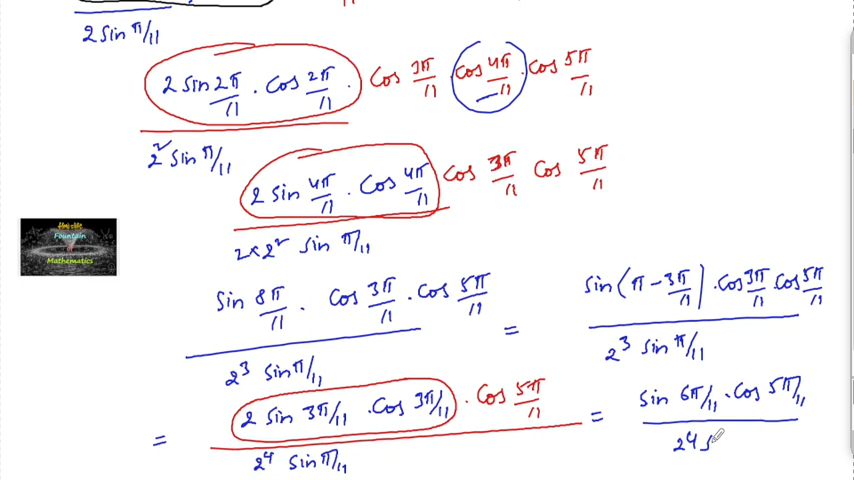 2 sin π/11
2 sin 2π/11 . cos 2π/11 . cos 3π/11 . cos 4π/11 . cos 5π/11
2² sin π/11
2 sin 4π/11 . cos 4π/11 cos 3π/11 cos 5π/11
2×2² sin π/11
Fountain
Mathematics
sin 8π/11 . cos 3π/11 . cos 5π/11 = sin(π - 3π/11) . cos 3π/11 cos 5π/11
2³ sin π/11 2³ sin π/11
= 2 sin 3π/11 . cos 3π/11 . cos 5π/11 = sin 6π/11 . cos 5π/11
2⁴ sin π/11 2⁴ s